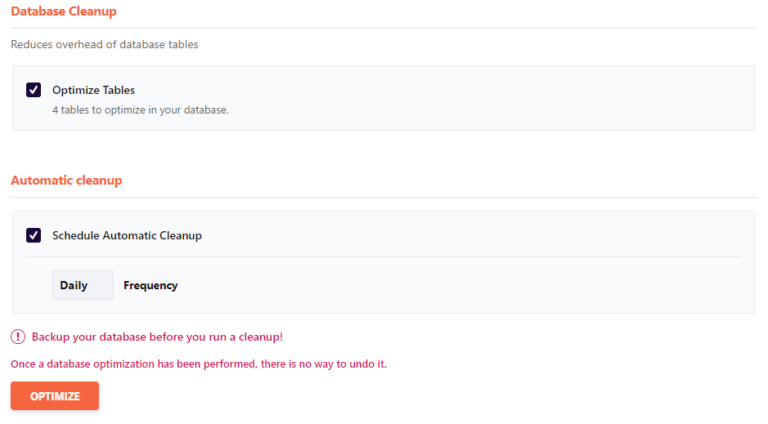 Database Cleanup
Reduces overhead of database tables
Optimize Tables
4 tables to optimize in your database.
Automatic cleanup
Schedule Automatic Cleanup
Daily Frequency
Backup your database before you run a cleanup!
Once a database optimization has been performed, there is no way to undo it.
OPTIMIZE